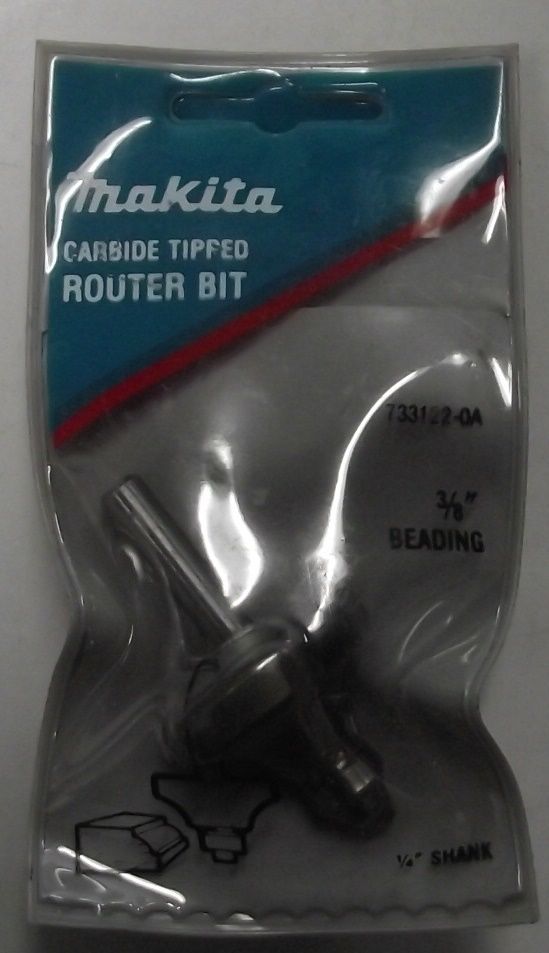 Makita
CARBIDE TIPPED
ROUTER BIT
733122-0A
3/8"
BEADING
1/4" SHANK